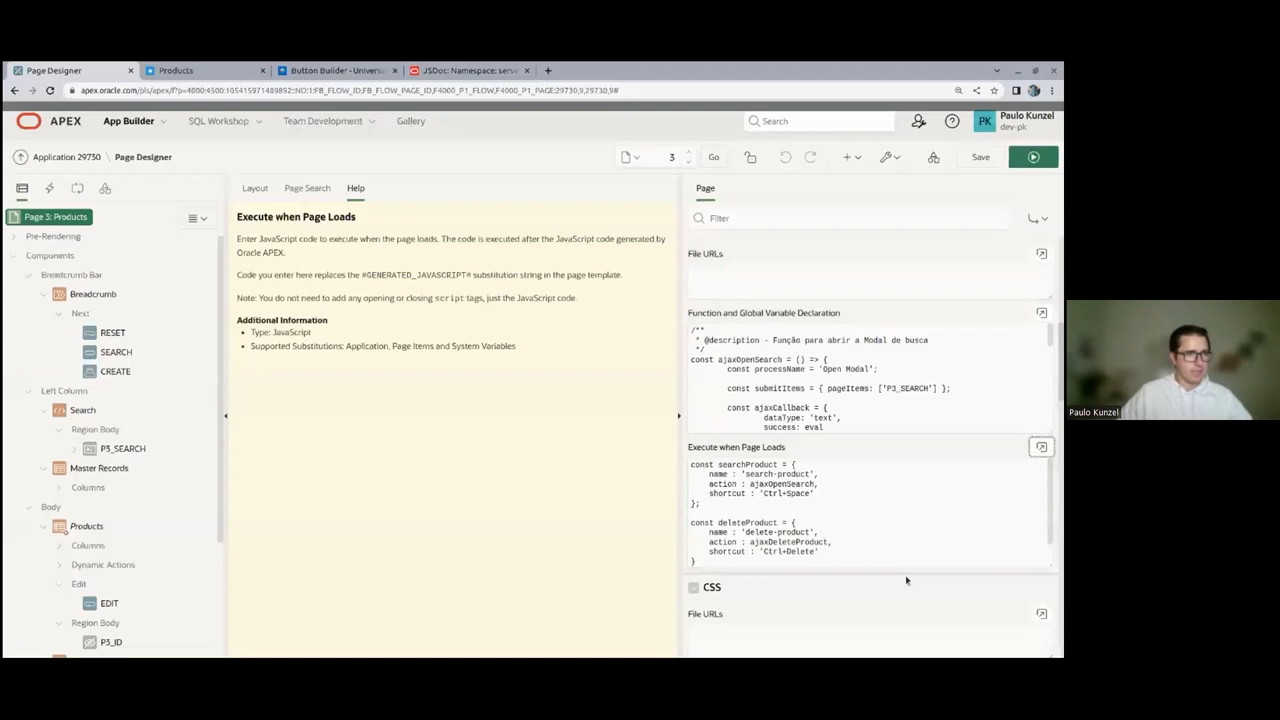 Page Designer
Products
Button Builder - Universa
JSDoc: Namespace: serve
apex.oracle.com/pls/apex/f?p=4000:4500:105415971489892::NO:1:FB_FLOW_ID,FB_FLOW_PAGE_ID,F4000_P1_FLOW,F4000_P1_PAGE:29730,9,29730,9#
APEX
App Builder
SQL Workshop
Team Development
Gallery
Search
PK
Paulo Kunzel
dev-pk
Application 29730 \ Page Designer
3
Go
Save
Page 3: Products
Pre-Rendering
Components
Breadcrumb Bar
Breadcrumb
Next
RESET
SEARCH
CREATE
Left Column
Search
Region Body
P3_SEARCH
Master Records
Columns
Body
Products
Columns
Dynamic Actions
Edit
EDIT
Region Body
P3_ID
Layout
Page Search
Help
Execute when Page Loads
Enter JavaScript code to execute when the page loads. The code is executed after the JavaScript code generated by
Oracle APEX.
Code you enter here replaces the #GENERATED_JAVASCRIPT# substitution string in the page template.
Note: You do not need to add any opening or closing script tags, just the JavaScript code.
Additional Information
• Type: JavaScript
• Supported Substitutions: Application, Page Items and System Variables
Page
Filter
File URLs
Function and Global Variable Declaration
/**
* @description - Função para abrir a Modal de busca
*/
const ajaxOpenSearch = () => {
const processName = 'Open Modal';
const submitItems = { pageItems: ['P3_SEARCH'] };
const ajaxCallback = {
dataType: 'text',
success: eval
Execute when Page Loads
const searchProduct = {
name : 'search-product',
action : ajaxOpenSearch,
shortcut : 'Ctrl+Space'
};
const deleteProduct = {
name : 'delete-product',
action : ajaxDeleteProduct,
shortcut : 'Ctrl+Delete'
}
CSS
File URLs
Paulo Kunzel